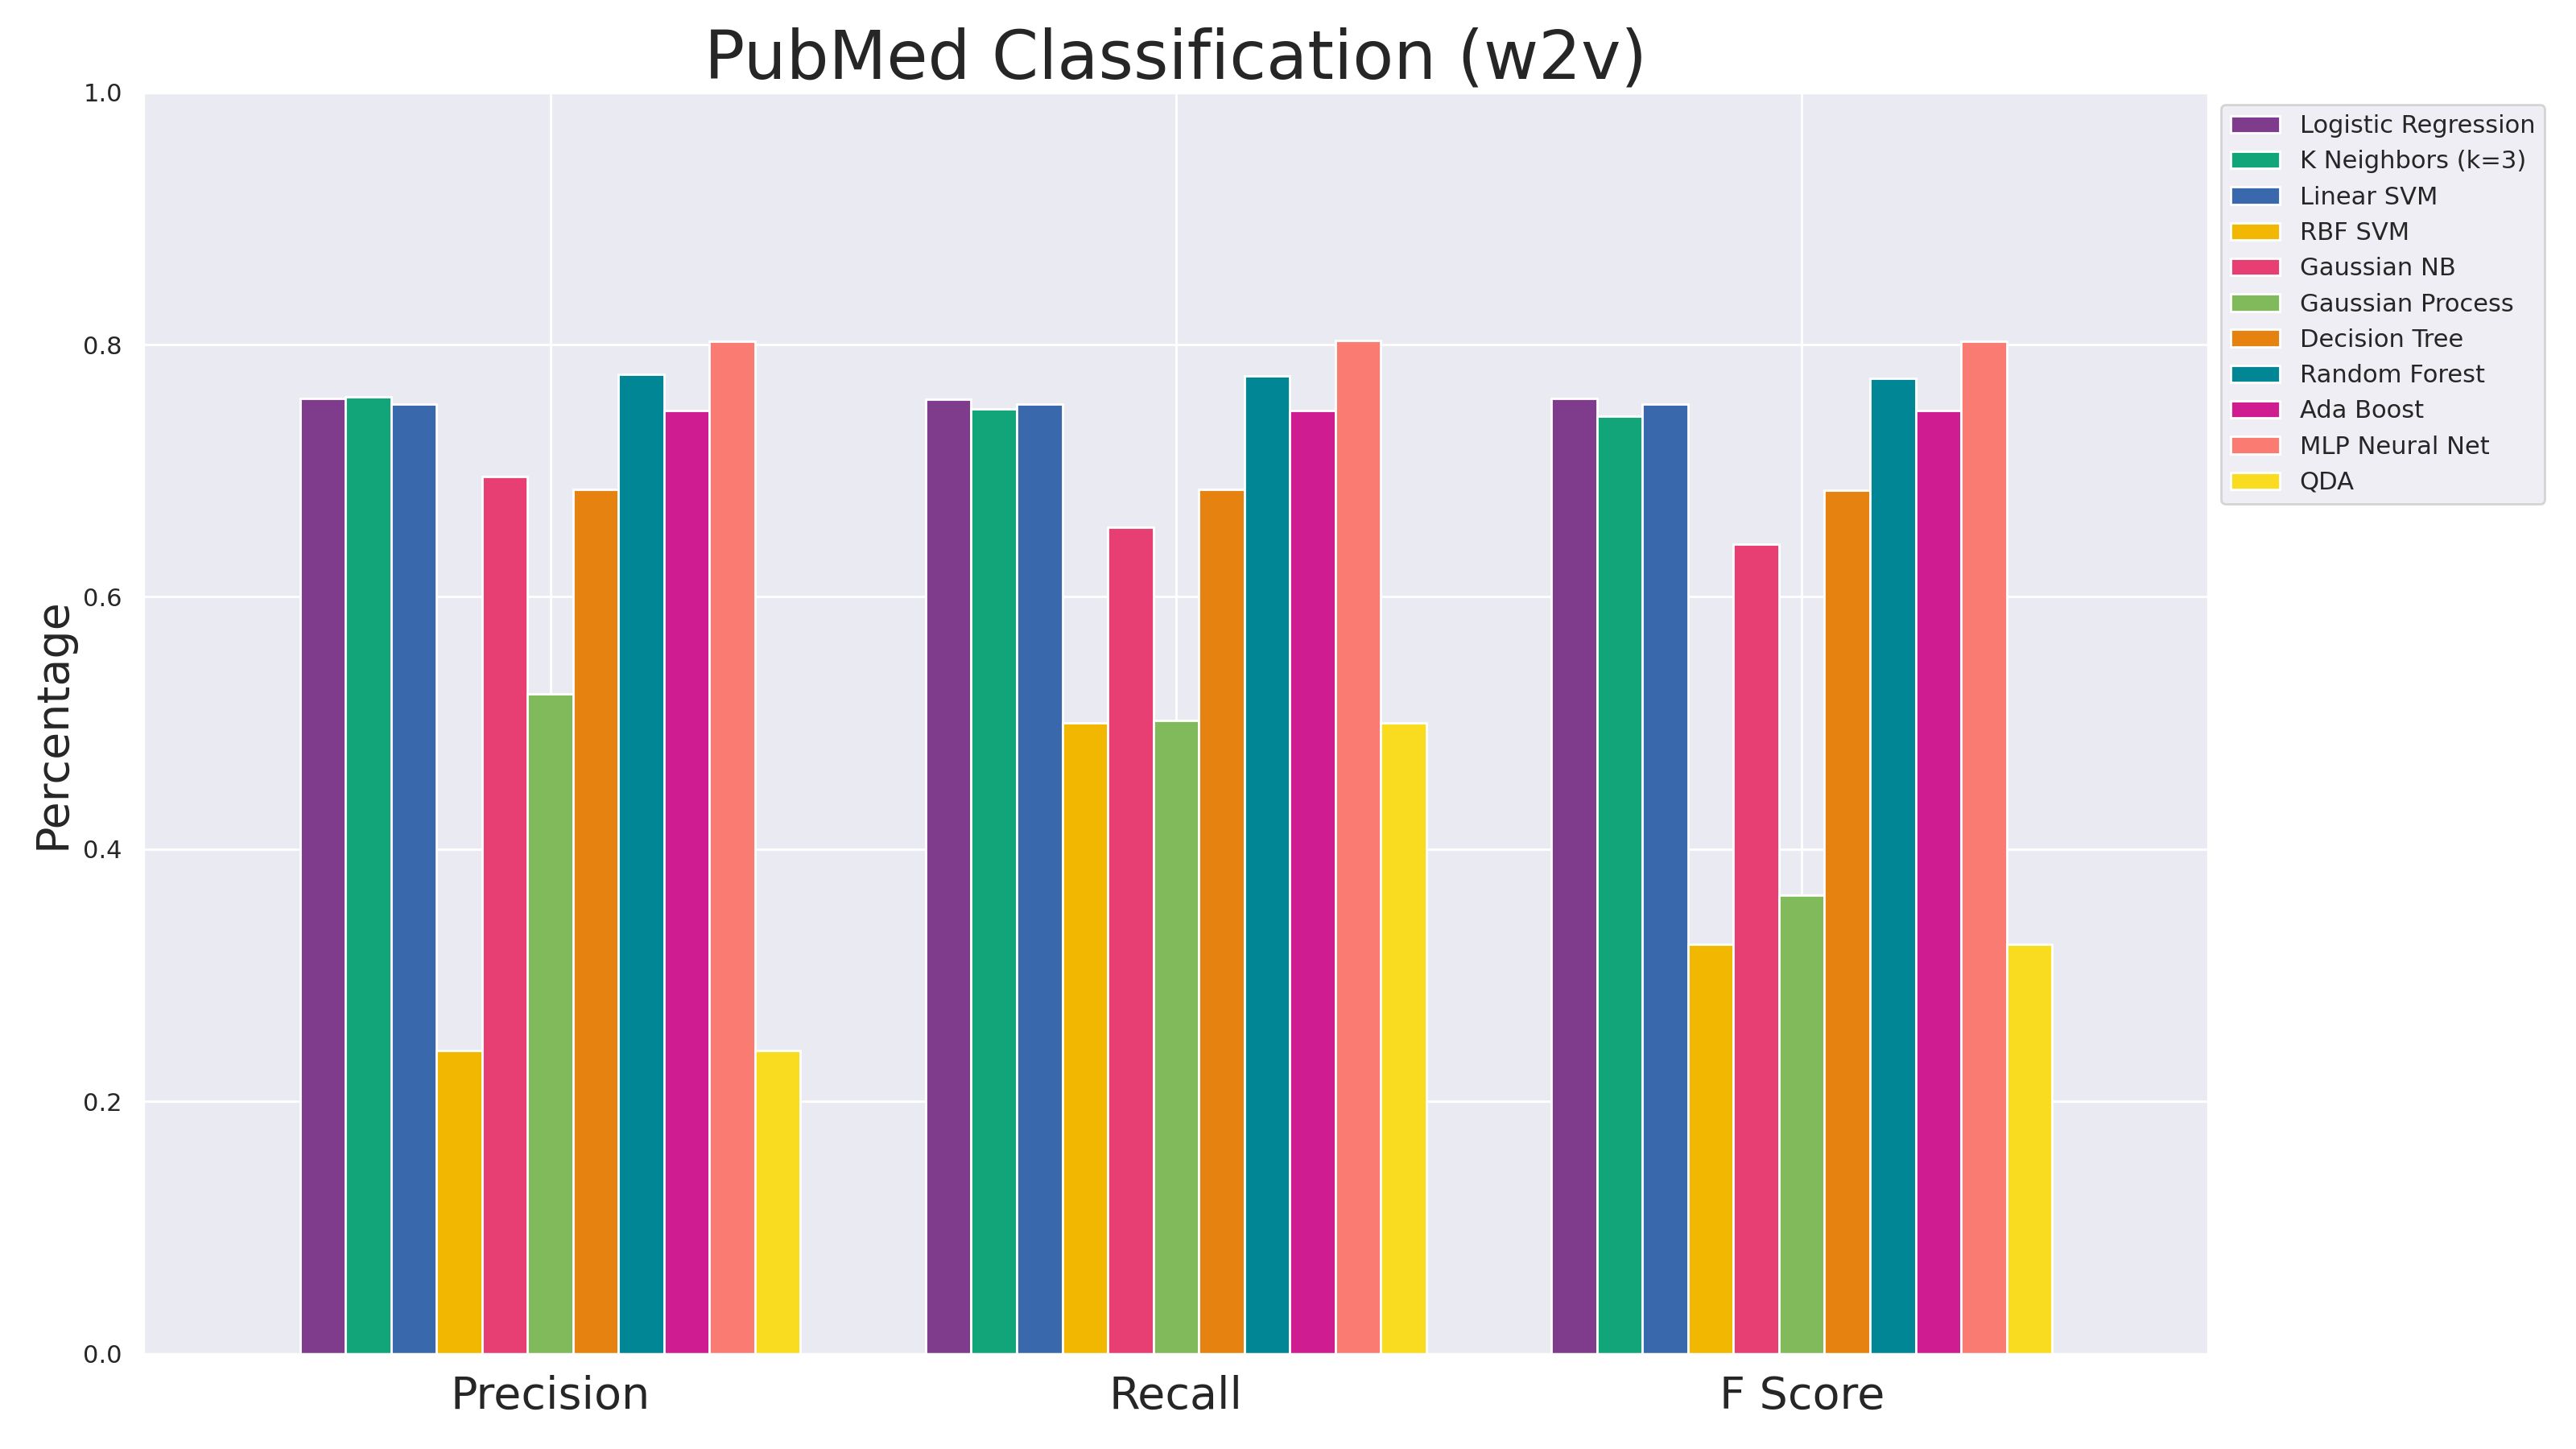 PubMed Classification (w2v)
1.0
0.8
0.6
0.4
0.2
0.0
Percentage
Precision
Recall
F Score
Logistic Regression
K Neighbors (k=3)
Linear SVM
RBF SVM
Gaussian NB
Gaussian Process
Decision Tree
Random Forest
Ada Boost
MLP Neural Net
QDA